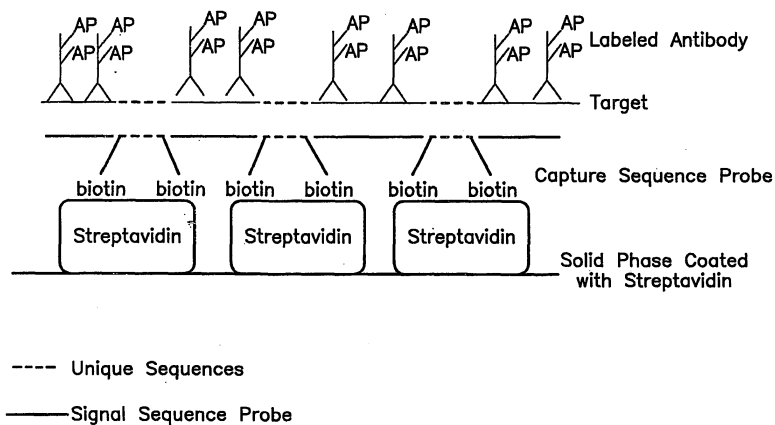 AP AP AP AP AP AP AP AP
AP AP AP AP AP AP AP AP
Labeled Antibody
Target
Capture Sequence Probe
biotin biotin biotin biotin biotin biotin
Streptavidin Streptavidin Streptavidin
Solid Phase Coated
with Streptavidin
Unique Sequences
Signal Sequence Probe